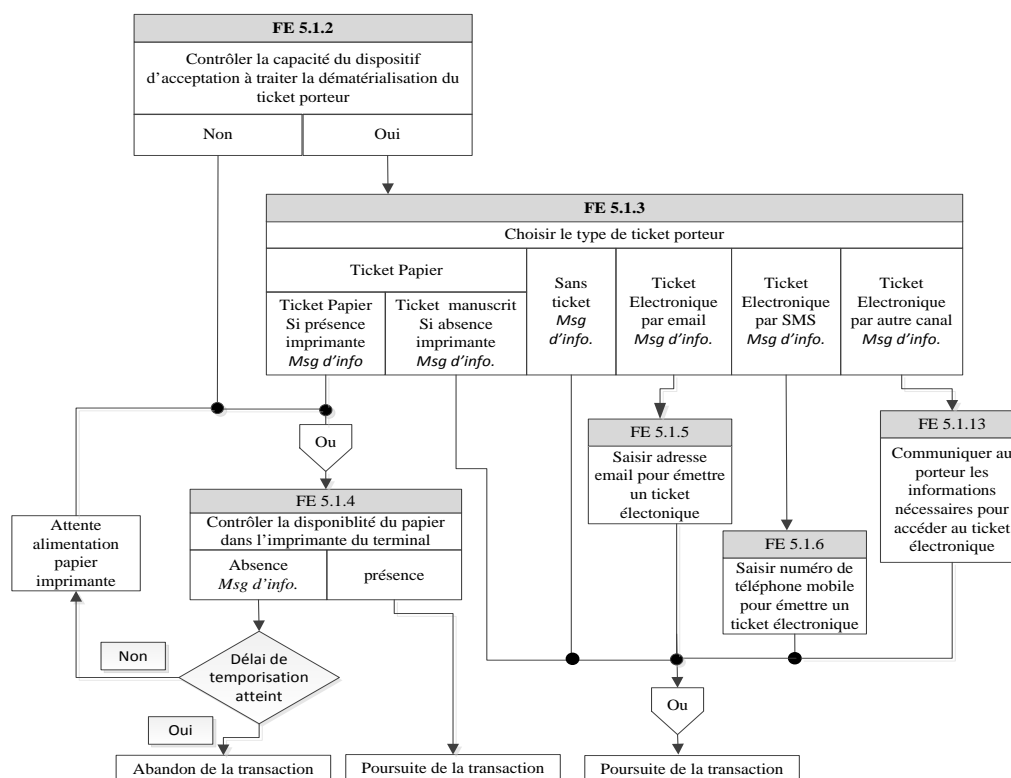 FE 5.1.2
Contrôler la capacité du dispositif
d'acceptation à traiter la dématérialisation du
ticket porteur
Non
Oui
FE 5.1.3
Choisir le type de ticket porteur
Ticket Papier
Ticket Papier
Si présence
imprimante
Msg d'info
Ticket manuscrit
Si absence
imprimante
Msg d'info.
Sans
ticket
Msg
d'info.
Ticket
Electronique
par email
Msg d'info.
Ticket
Electronique
par SMS
Msg d'info.
Ticket
Electronique
par autre canal
Msg d'info.
Ou
FE 5.1.5
Saisir adresse
email pour émettre
un ticket
électonique
FE 5.1.13
Communiquer au
porteur les
informations
nécessaires pour
accéder au ticket
électronique
FE 5.1.4
Contrôler la disponiblité du papier
dans l'imprimante du terminal
Absence
Msg d'info.
présence
Attente
alimentation
papier
imprimante
FE 5.1.6
Saisir numéro de
téléphone mobile
pour émettre un
ticket électronique
Non
Délai de
temporisation
atteint
Oui
Ou
Abandon de la transaction
Poursuite de la transaction
Poursuite de la transaction